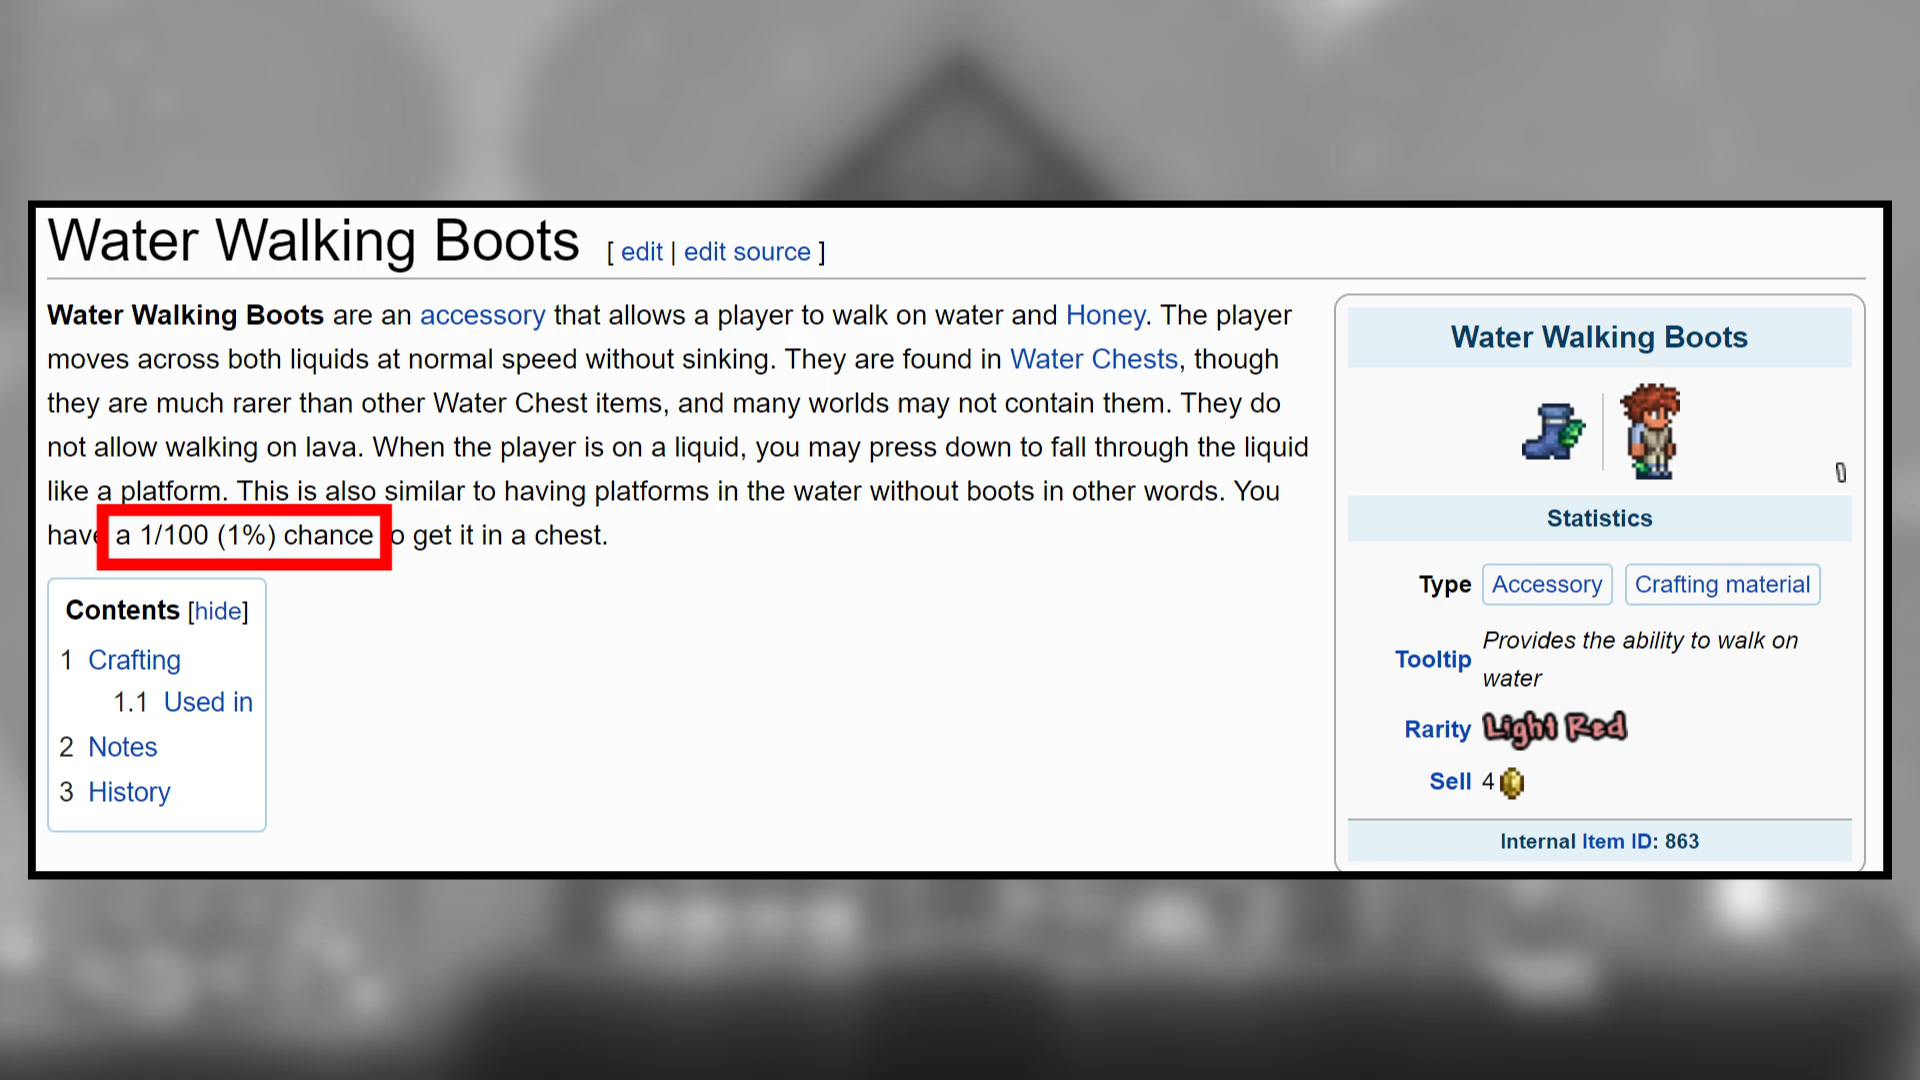 Water Walking Boots [ edit | edit source ]
Water Walking Boots are an accessory that allows a player to walk on water and Honey. The player
moves across both liquids at normal speed without sinking. They are found in Water Chests, though
they are much rarer than other Water Chest items, and many worlds may not contain them. They do
not allow walking on lava. When the player is on a liquid, you may press down to fall through the liquid
like a platform. This is also similar to having platforms in the water without boots in other words. You
have a 1/100 (1%) chance to get it in a chest.
Contents [hide]
1 Crafting
1.1 Used in
2 Notes
3 History
Water Walking Boots
Statistics
Type Accessory Crafting material
Tooltip Provides the ability to walk on
water
Rarity Light Red
Sell 4
Internal Item ID: 863